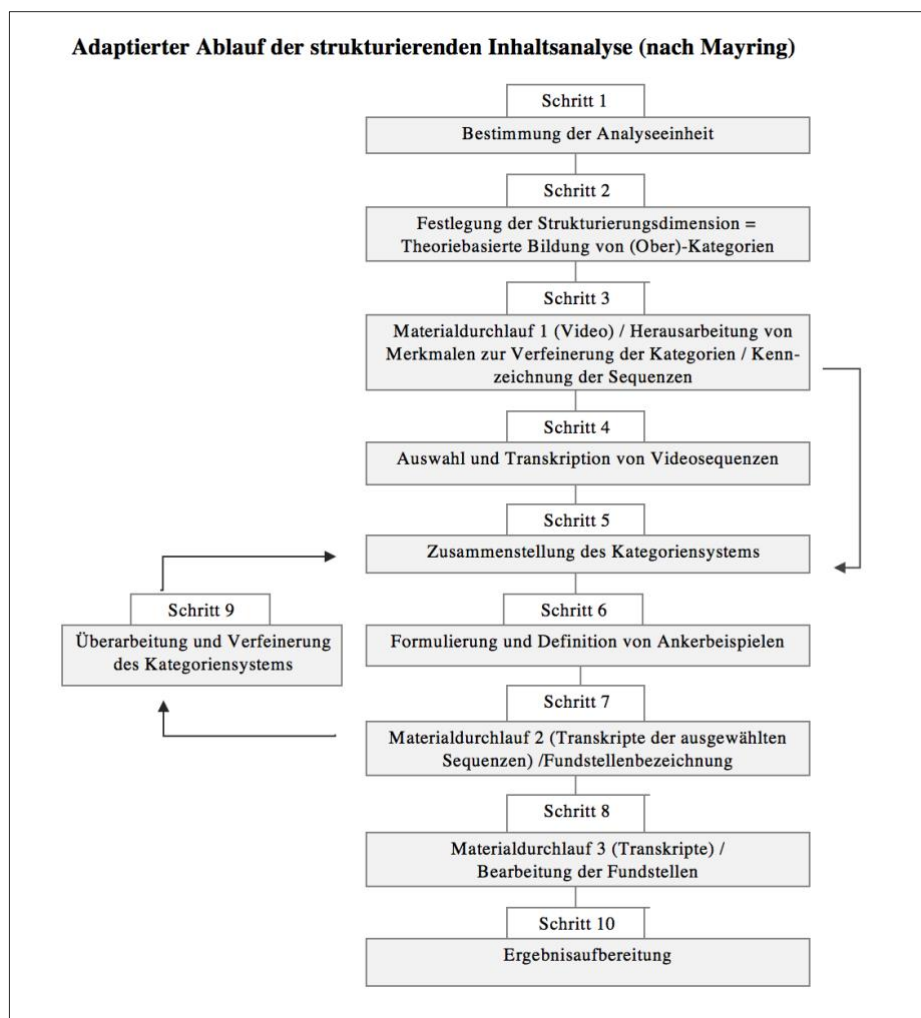 Adaptierter Ablauf der strukturierenden Inhaltsanalyse (nach Mayring)
Schritt 1
Bestimmung der Analyseeinheit
Schritt 2
Festlegung der Strukturierungsdimension =
Theoriebasierte Bildung von (Ober)-Kategorien
Schritt 3
Materialdurchlauf 1 (Video) / Herausarbeitung von
Merkmalen zur Verfeinerung der Kategorien / Kenn-
zeichnung der Sequenzen
Schritt 4
Auswahl und Transkription von Videosequenzen
Schritt 5
Zusammenstellung des Kategoriensystems
Schritt 6
Formulierung und Definition von Ankerbeispielen
Schritt 7
Materialdurchlauf 2 (Transkripte der ausgewählten
Sequenzen) /Fundstellenbezeichnung
Schritt 9
Überarbeitung und Verfeinerung
des Kategoriensystems
Schritt 8
Materialdurchlauf 3 (Transkripte) /
Bearbeitung der Fundstellen
Schritt 10
Ergebnisaufbereitung